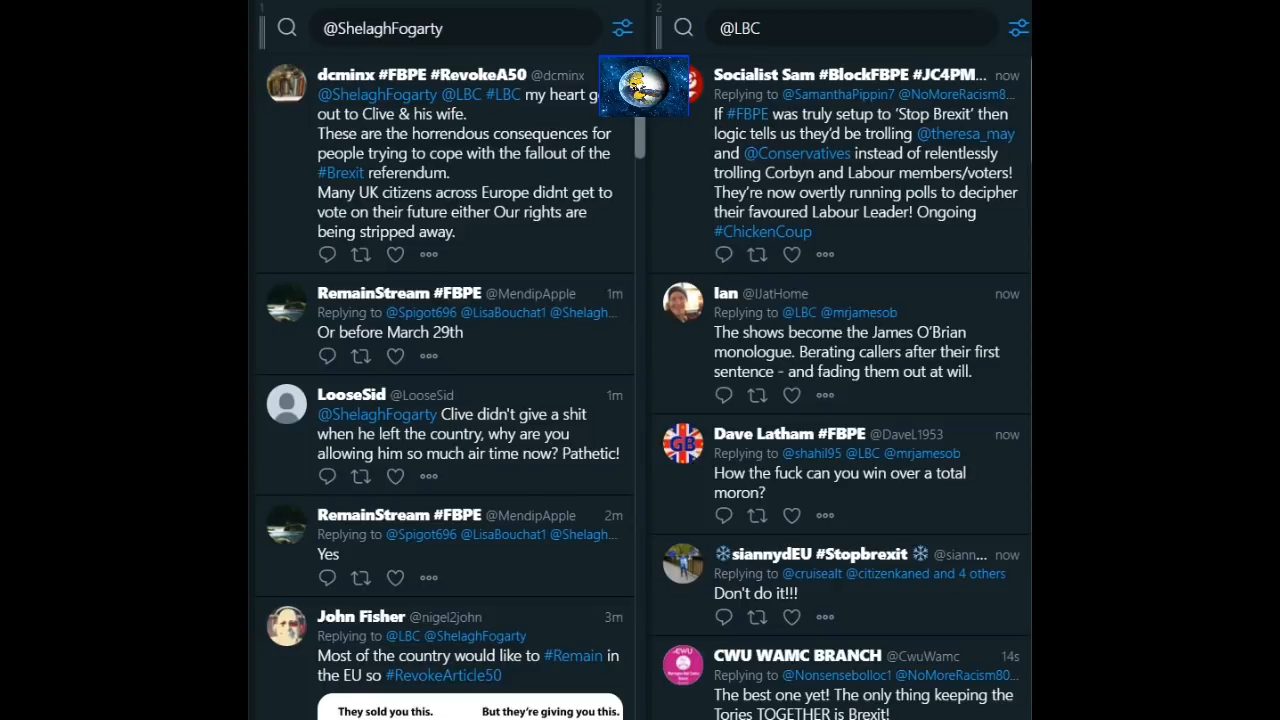 1
@ShelaghFogarty
dcminx #FBPE #RevokeA50 @dcminx
@ShelaghFogarty @LBC #LBC my heart g
out to Clive & his wife.
These are the horrendous consequences for
people trying to cope with the fallout of the
#Brexit referendum.
Many UK citizens across Europe didnt get to
vote on their future either Our rights are
being stripped away.
RemainStream #FBPE @MendipApple 1m
Replying to @Spigot696 @LisaBouchat1 @Shelagh...
Or before March 29th
LooseSid @LooseSid 1m
@ShelaghFogarty Clive didn't give a shit
when he left the country, why are you
allowing him so much air time now? Pathetic!
RemainStream #FBPE @MendipApple 2m
Replying to @Spigot696 @LisaBouchat1 @Shelagh...
Yes
John Fisher @nigel2john 3m
Replying to @LBC @ShelaghFogarty
Most of the country would like to #Remain in
the EU so #RevokeArticle50
They sold you this. But they're giving you this.
2
@LBC
Socialist Sam #BlockFBPE #JC4PM... now
Replying to @SamanthaPippin7 @NoMoreRacism8...
If #FBPE was truly setup to ‘Stop Brexit’ then
logic tells us they’d be trolling @theresa_may
and @Conservatives instead of relentlessly
trolling Corbyn and Labour members/voters!
They’re now overtly running polls to decipher
their favoured Labour Leader! Ongoing
#ChickenCoup
Ian @IJatHome now
Replying to @LBC @mrjamesob
The shows become the James O’Brian
monologue. Berating callers after their first
sentence - and fading them out at will.
Dave Latham #FBPE @DaveL1953 now
Replying to @shahil95 @LBC @mrjamesob
How the fuck can you win over a total
moron?
GB
❄siannydEU #Stopbrexit ❄ @siann... now
Replying to @cruisealt @citizenkaned and 4 others
Don't do it!!!
CWU WAMC BRANCH @CwuWamc 14s
Replying to @Nonsensebolloc1 @NoMoreRacism80...
The best one yet! The only thing keeping the
Tories TOGETHER is Brexit!
CWU